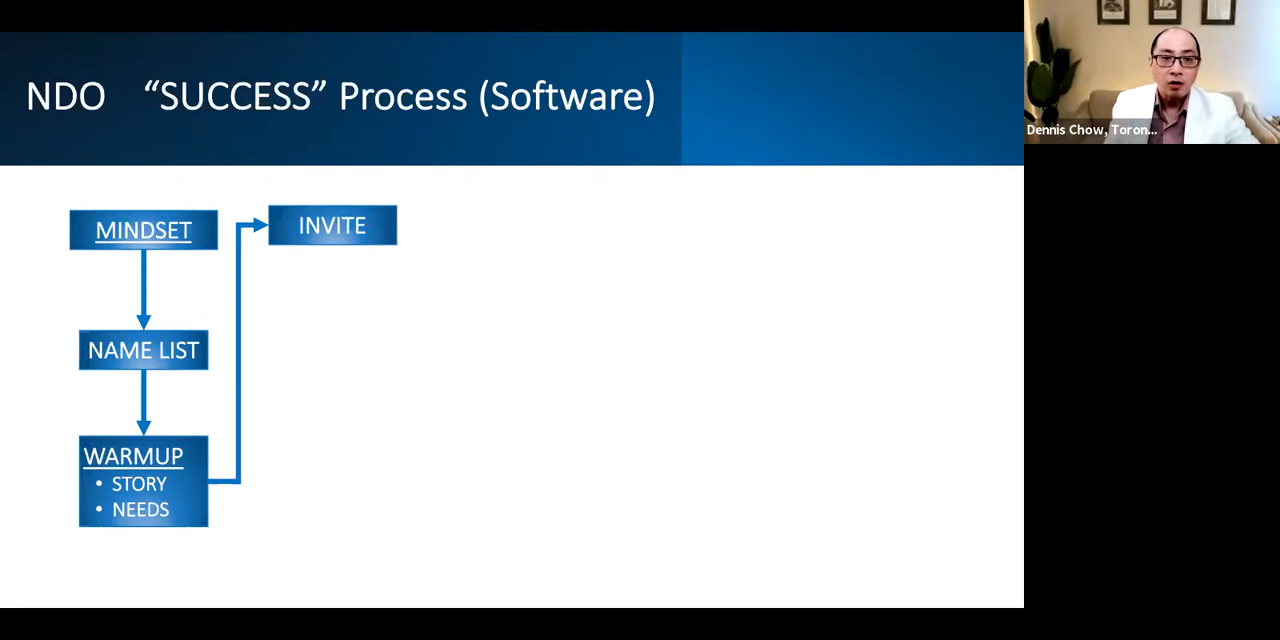 NDO “SUCCESS” Process (Software)
MINDSET
NAME LIST
WARMUP
• STORY
• NEEDS
INVITE
Dennis Chow, Toron...